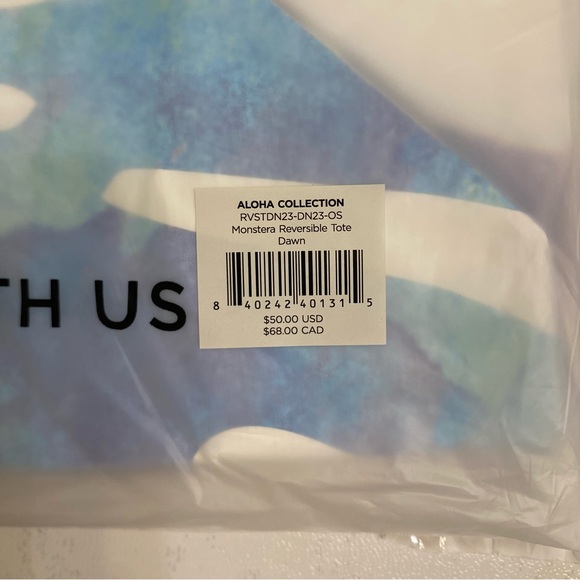 ALOHA COLLECTION
RVSTDN23-DN23-OS
Monstera Reversible Tote
Dawn
8 40242 40131 5
$50.00 USD
$68.00 CAD
TH US